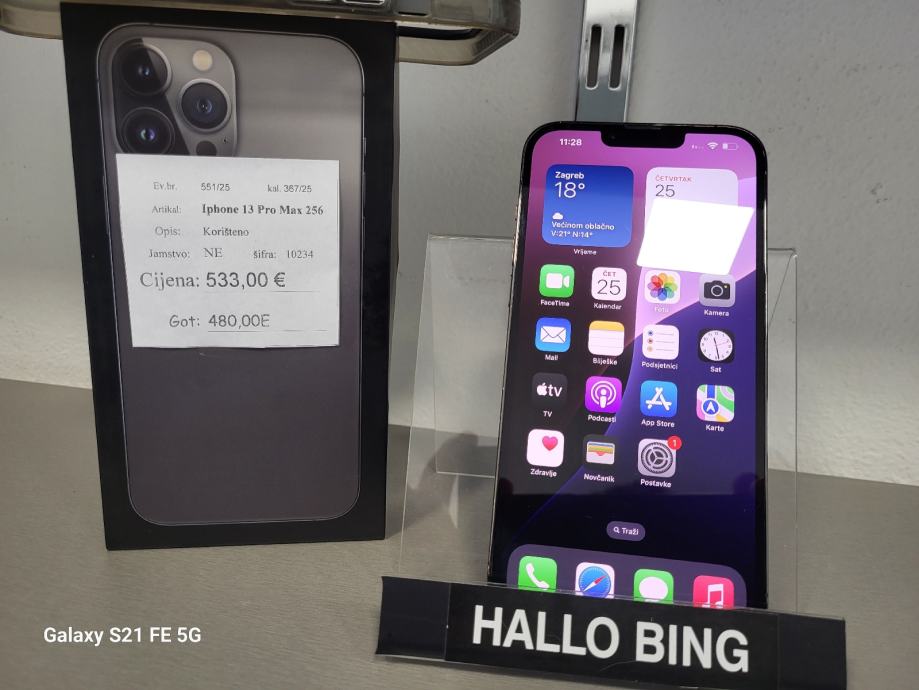 Ev.br. 551/25 kal. 367/25
Artikal: Iphone 13 Pro Max 256
Opis: Korišteno
Jamstvo: NE šifra: 10234
Cijena: 533,00 €
Got: 480,00E
11:28
Zagreb
18°
Većinom oblačno
V:21° N:14°
Vrijeme
ČETVRTAK
25
FaceTime
ČET
25
Kalendar
Foto
Kamera
Mail
Bilješke
Podsjetnici
Sat
tv
TV
Podcasti
App Store
Karte
Zdravlje
Novčanik
1
Postavke
Traži
HALLO BING
Galaxy S21 FE 5G